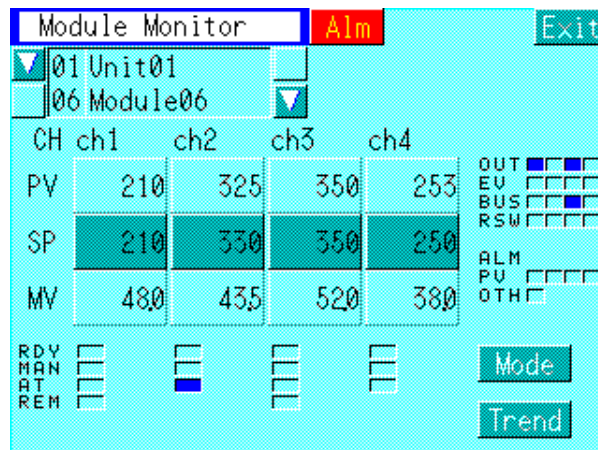 Module Monitor Alm Exit
01 Unit01
06 Module06
CH ch1 ch2 ch3 ch4
PV 210 325 350 253
SP 210 330 350 250
MV 48.0 43.5 52.0 38.0
OUT
EV
BUS
RSW
ALM
PV
OTH
RDY
MAN
AT
REM
Mode
Trend